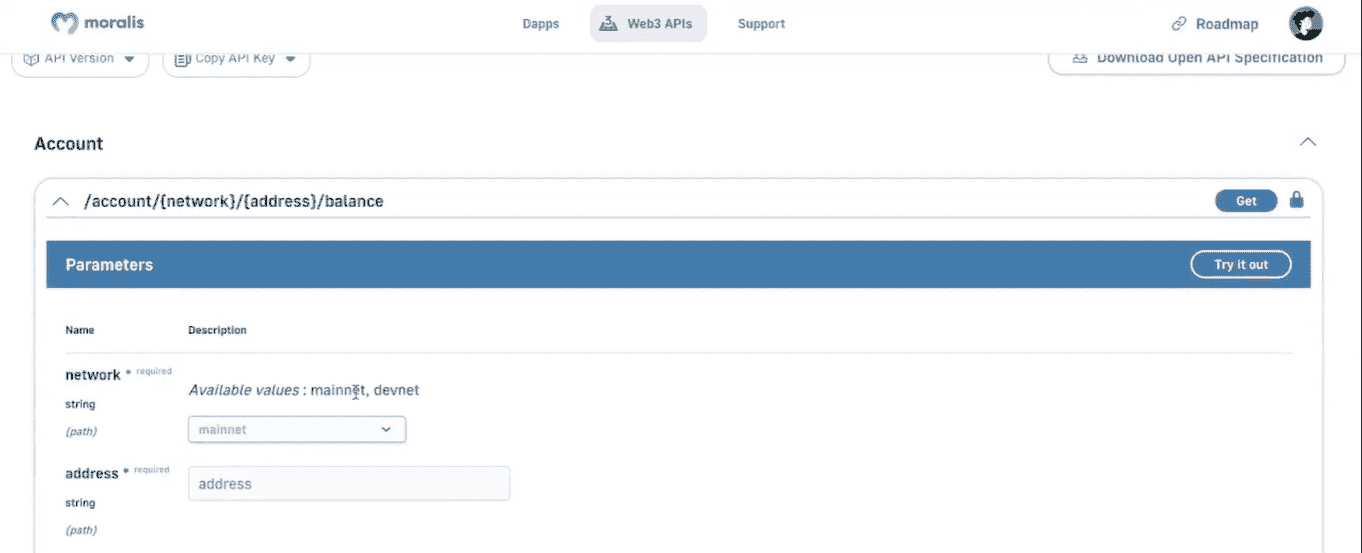 moralis
Dapps
Web3 APIs
Support
Roadmap
API Version
Copy API Key
Download Open API Specification
Account
/account/{network}/{address}/balance
Get
Parameters
Try it out
Name
Description
network * required
string
(path)
Available values : mainnet, devnet
mainnet
address * required
string
(path)
address